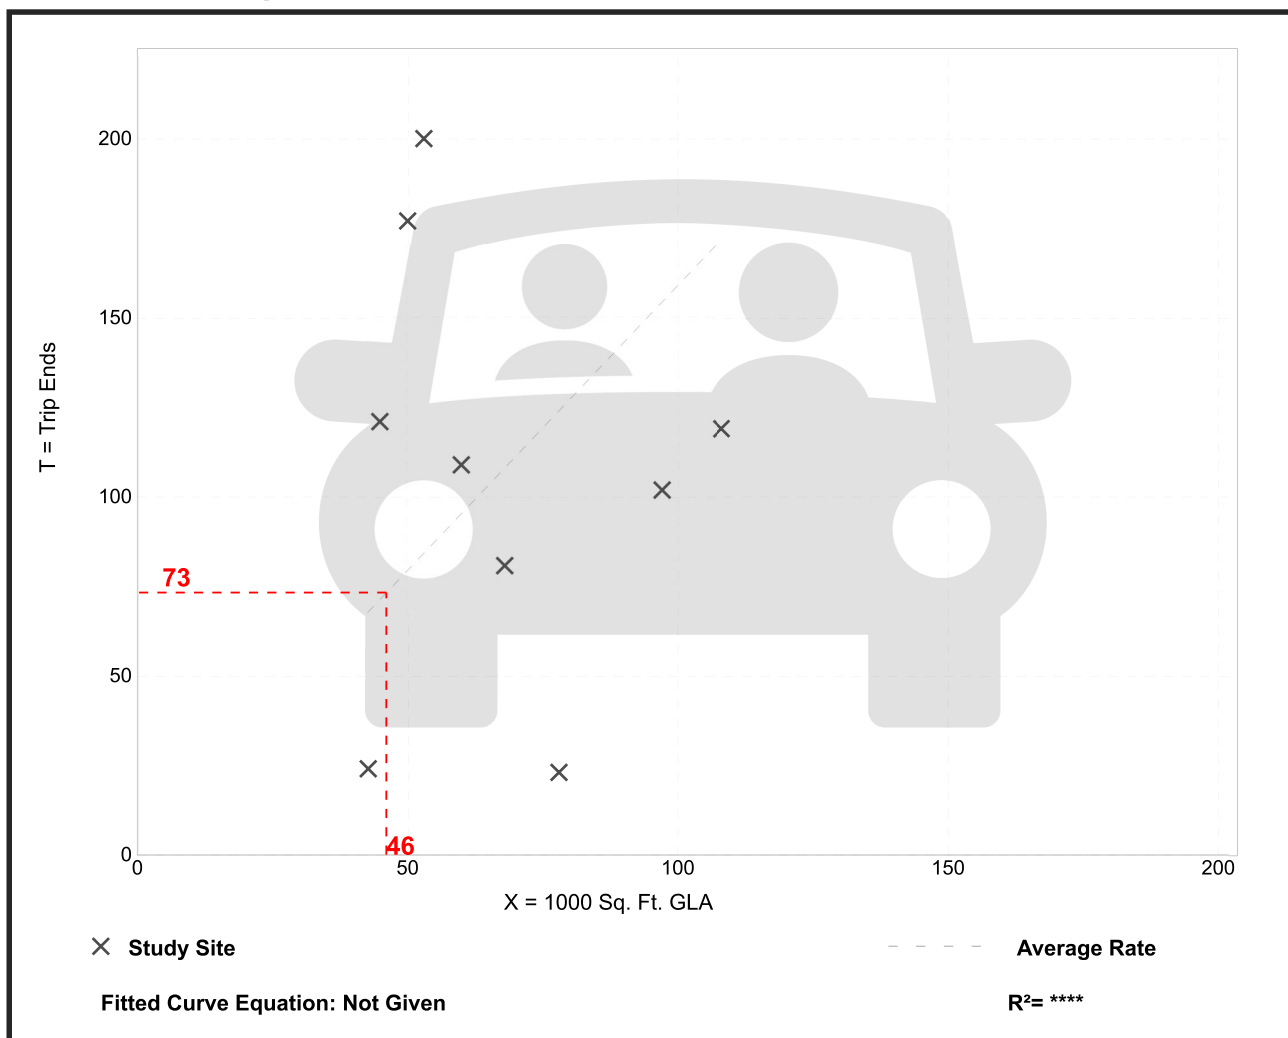 200
150
T = Trip Ends
100
73
50
46
0
0 50 100 150 200
X = 1000 Sq. Ft. GLA
Study Site Average Rate
Fitted Curve Equation: Not Given R²= ****